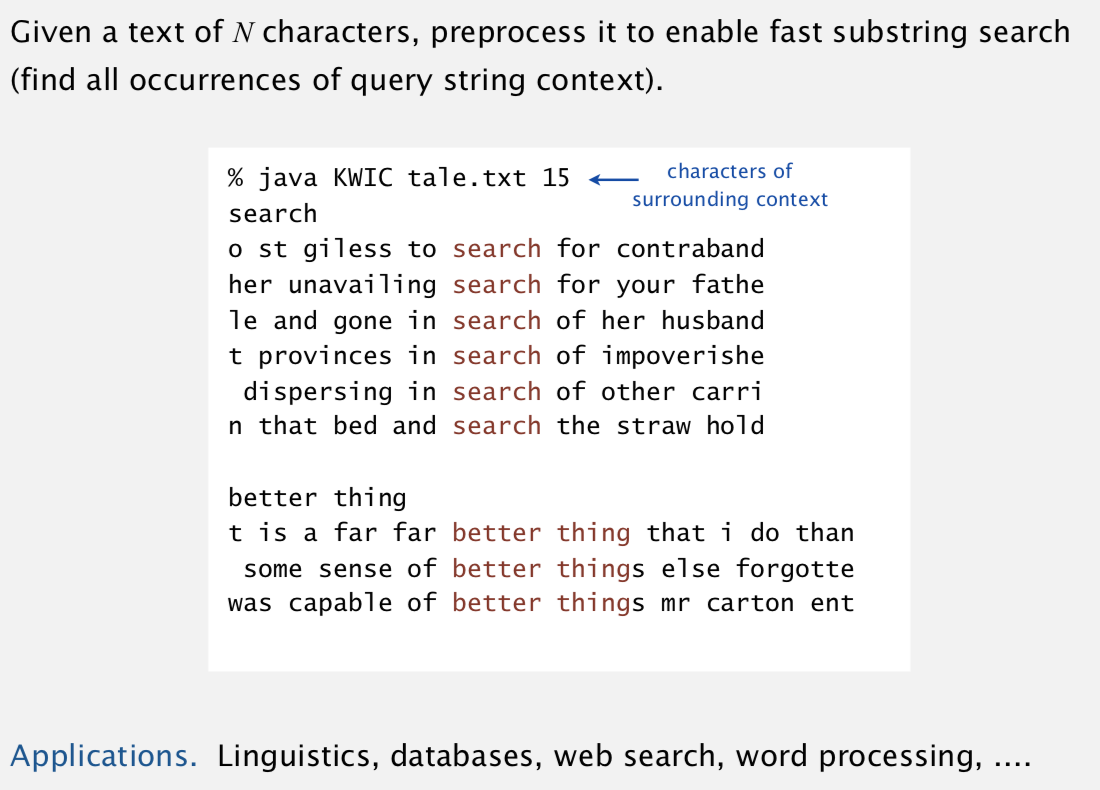 Given a text of N characters, preprocess it to enable fast substring search
(find all occurrences of query string context).
% java KWIC tale.txt 15 ← characters of
surrounding context
search
o st giless to search for contraband
her unavailing search for your fathe
le and gone in search of her husband
t provinces in search of impoverishe
 dispersing in search of other carri
n that bed and search the straw hold
better thing
t is a far far better thing that i do than
 some sense of better things else forgotte
was capable of better things mr carton ent
Applications. Linguistics, databases, web search, word processing, ....